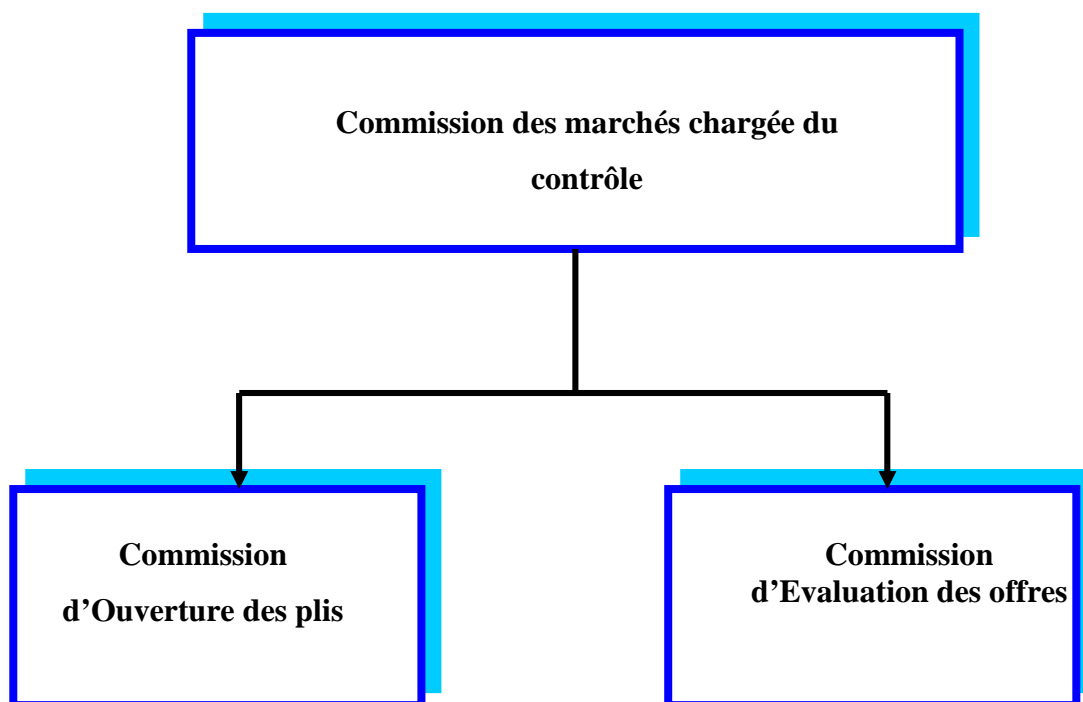 Commission des marchés chargée du
contrôle
Commission
d’Ouverture des plis
Commission
d’Evaluation des offres